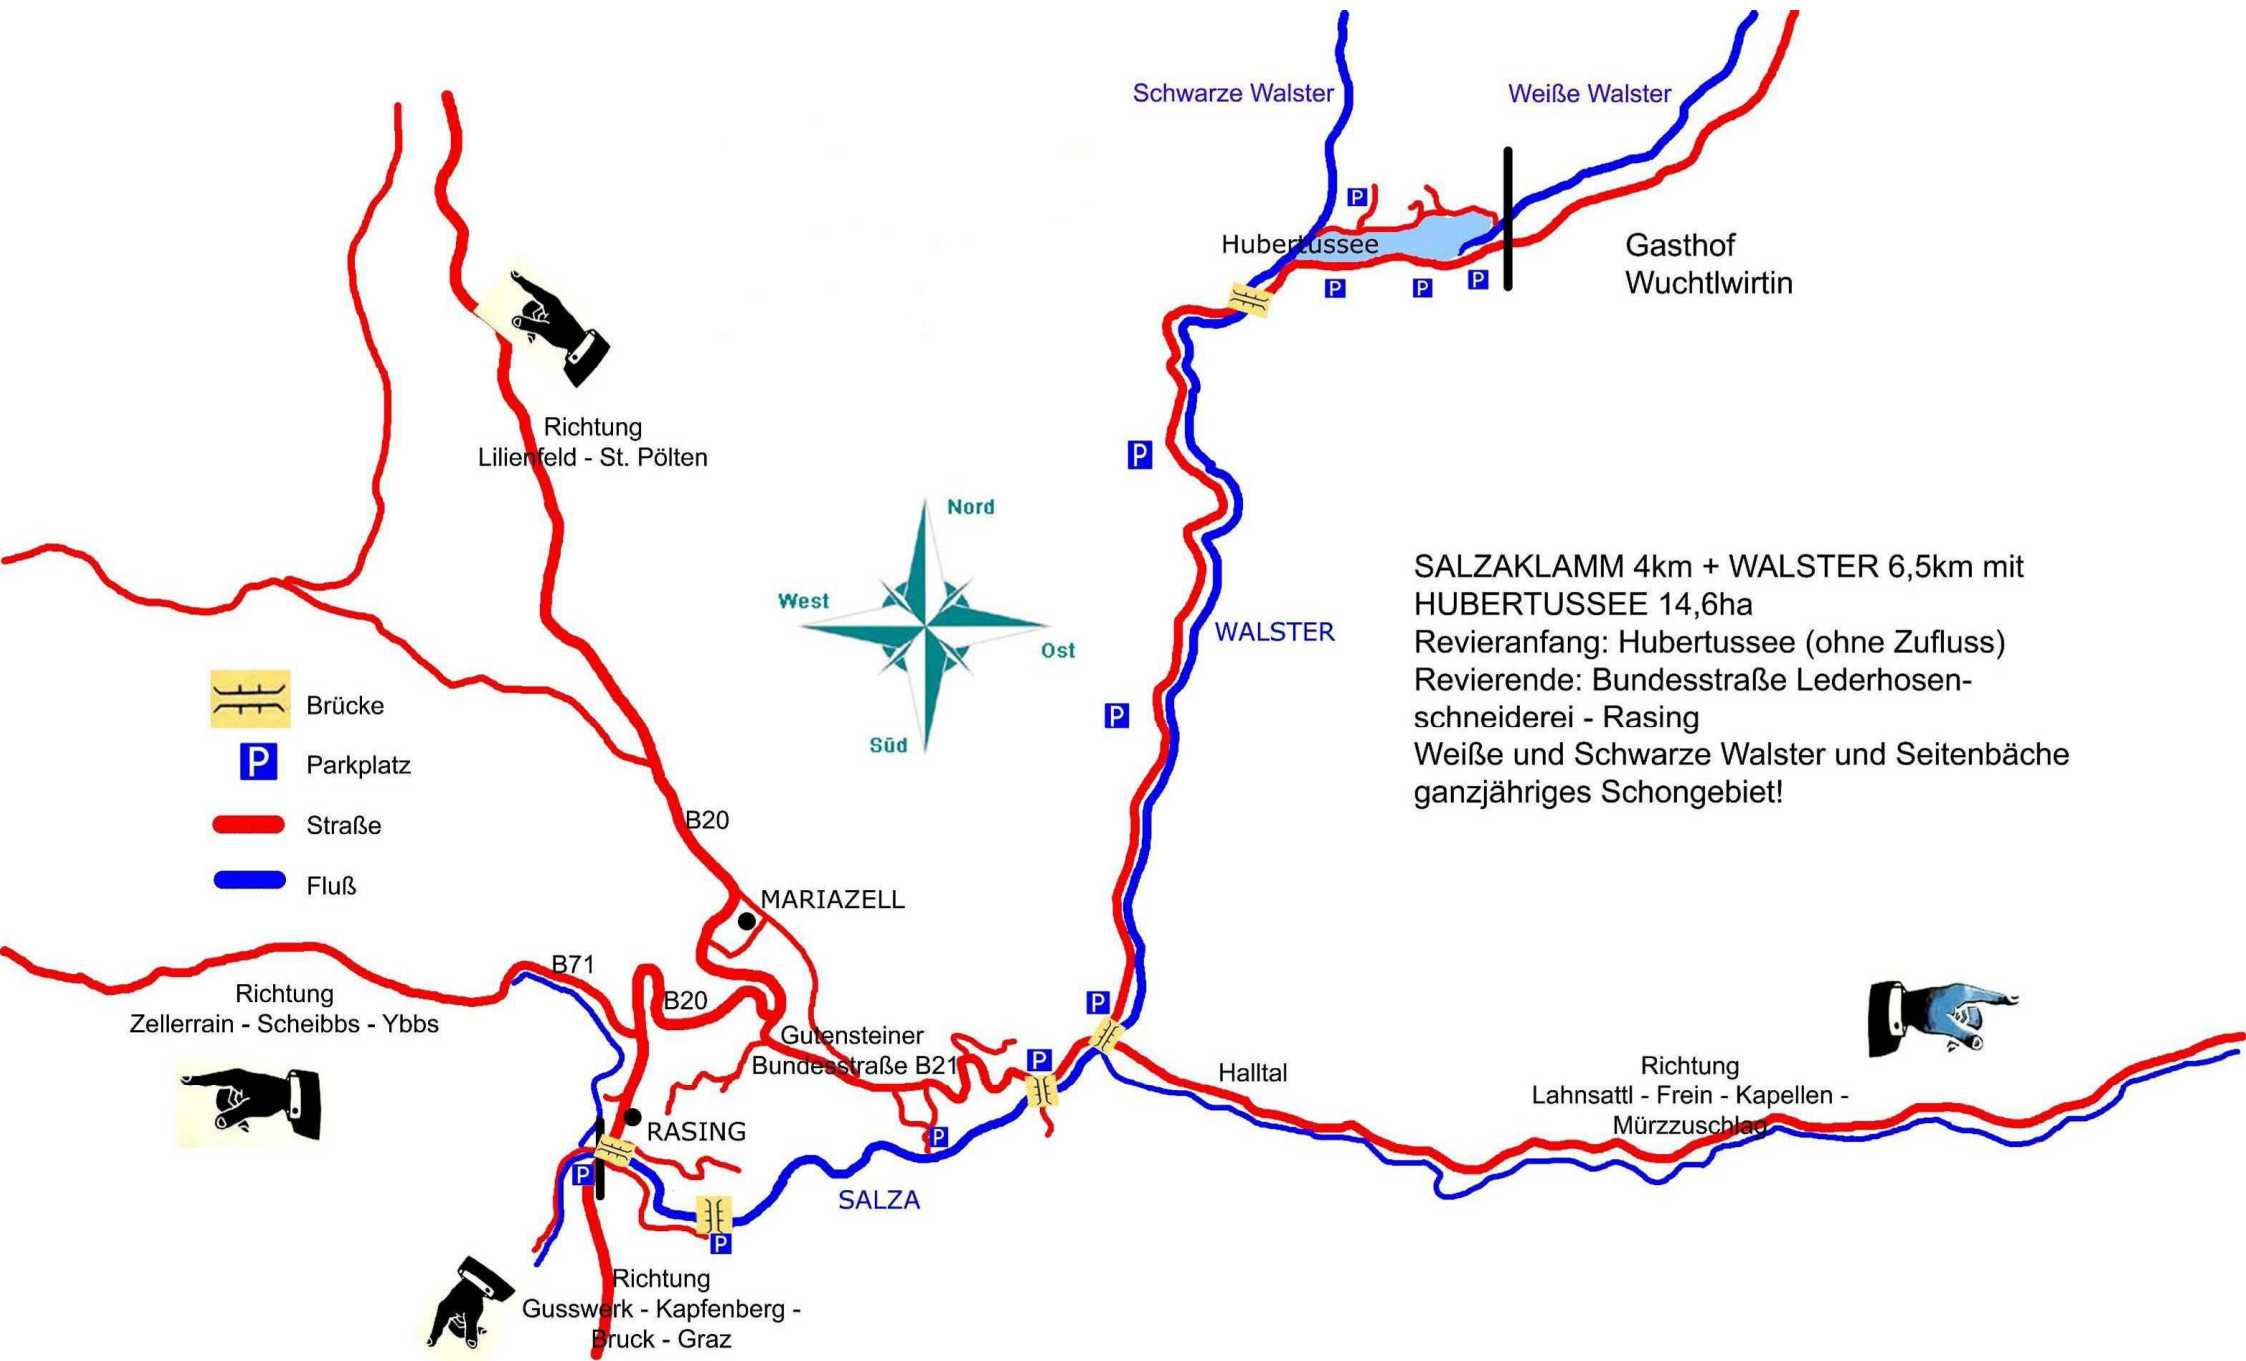 Schwarze Walster
Weiße Walster
P
Hubertussee
P
P
P
Gasthof
Wuchtlwirtin
Richtung
Lilienfeld - St. Pölten
P
Nord
West
Ost
Süd
SALZAKLAMM 4km + WALSTER 6,5km mit
HUBERTUSSEE 14,6ha
Revieranfang: Hubertussee (ohne Zufluss)
Revierende: Bundesstraße Lederhosen-
schneiderei - Rasing
Weiße und Schwarze Walster und Seitenbäche
ganzjähriges Schongebiet!
WALSTER
P
Brücke
P Parkplatz
Straße
Fluß
B20
MARIAZELL
B71
Richtung
Zellerrain - Scheibbs - Ybbs
B20
Gutensteiner
Bundesstraße B21
P
P
Halltal
Richtung
Lahnsattl - Frein - Kapellen -
Mürzzuschlag
RASING
P
P
SALZA
P
Richtung
Gusswerk - Kapfenberg -
Bruck - Graz